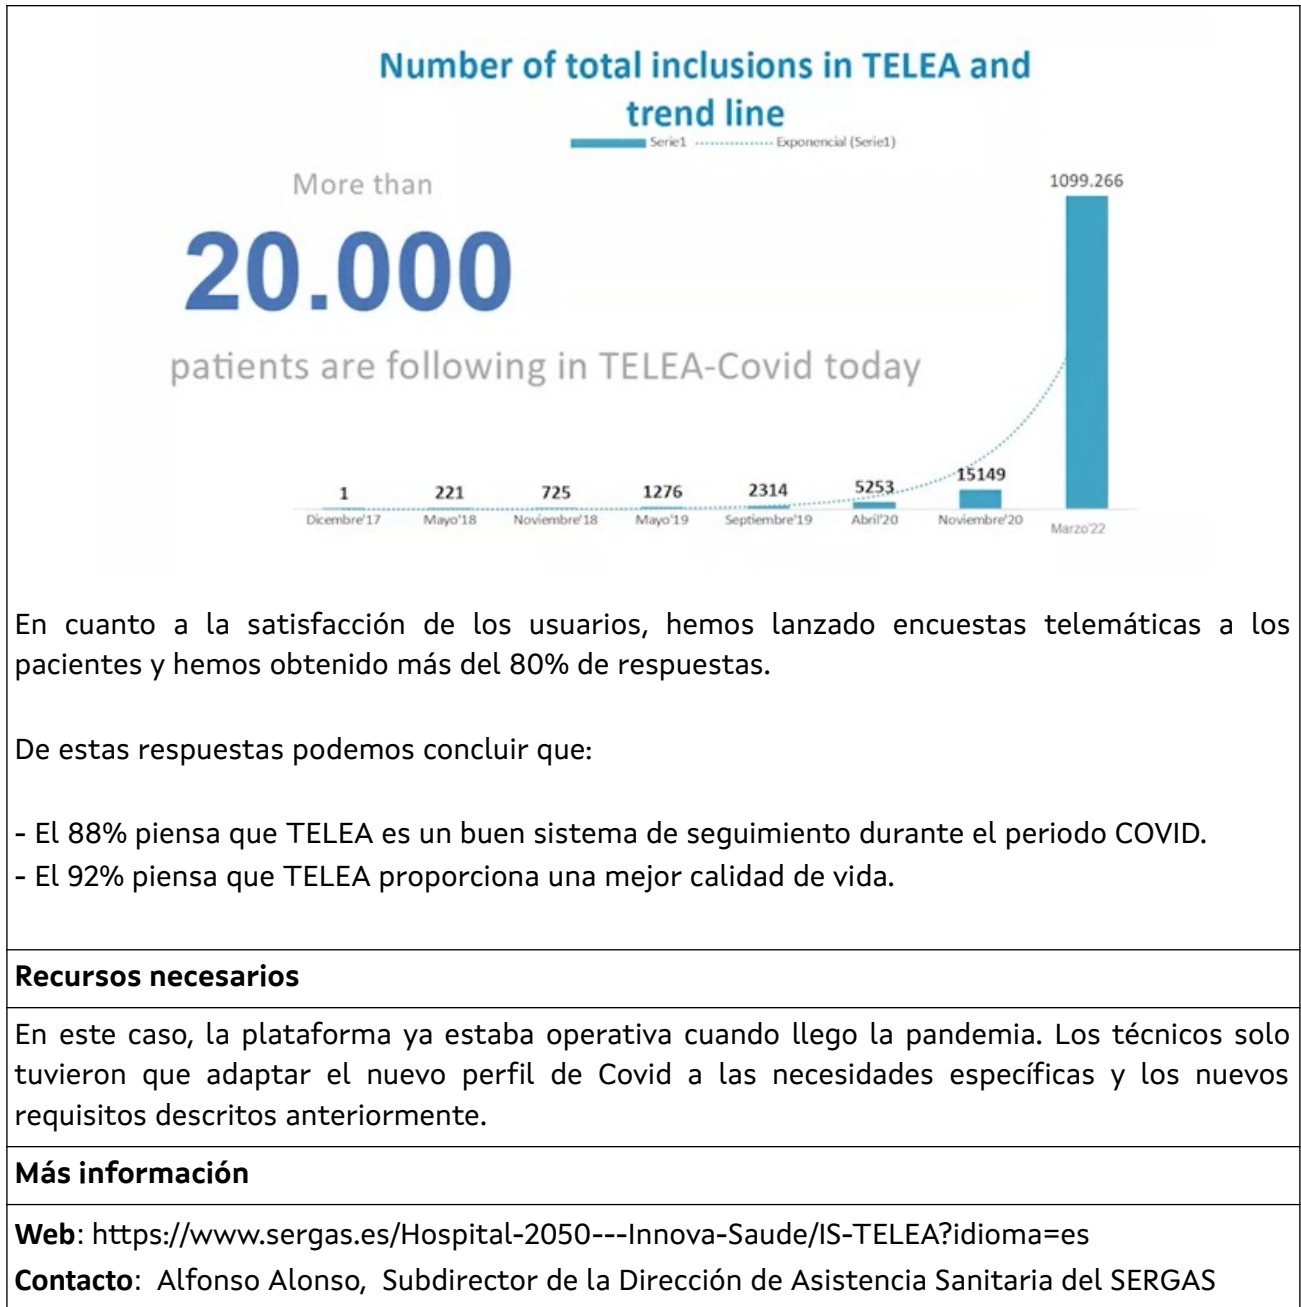 Number of total inclusions in TELEA and
trend line
Serie1 Exponencial (Serie1)
More than
20.000
patients are following in TELEA-Covid today
1099.266
1 221 725 1276 2314 5253 15149
Dicembre'17 Mayo'18 Noviembre'18 Mayo'19 Septiembre'19 Abril'20 Noviembre'20 Marzo'22
En cuanto a la satisfacción de los usuarios, hemos lanzado encuestas telemáticas a los
pacientes y hemos obtenido más del 80% de respuestas.
De estas respuestas podemos concluir que:
- El 88% piensa que TELEA es un buen sistema de seguimiento durante el periodo COVID.
- El 92% piensa que TELEA proporciona una mejor calidad de vida.
Recursos necesarios
En este caso, la plataforma ya estaba operativa cuando llego la pandemia. Los técnicos solo
tuvieron que adaptar el nuevo perfil de Covid a las necesidades específicas y los nuevos
requisitos descritos anteriormente.
Más información
Web: https://www.sergas.es/Hospital-2050---Innova-Saude/IS-TELEA?idioma=es
Contacto: Alfonso Alonso, Subdirector de la Dirección de Asistencia Sanitaria del SERGAS